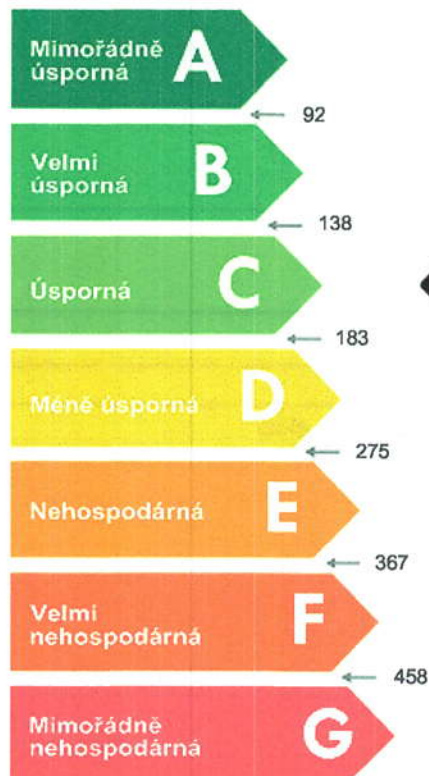 Mimořádně
úsporná A
← 92
Velmi
úsporná B
← 138
Úsporná C
← 183
Méně úsporná D
← 275
Nehospodárná E
← 367
Velmi
nehospodárná F
← 458
Mimořádně
nehospodárná G